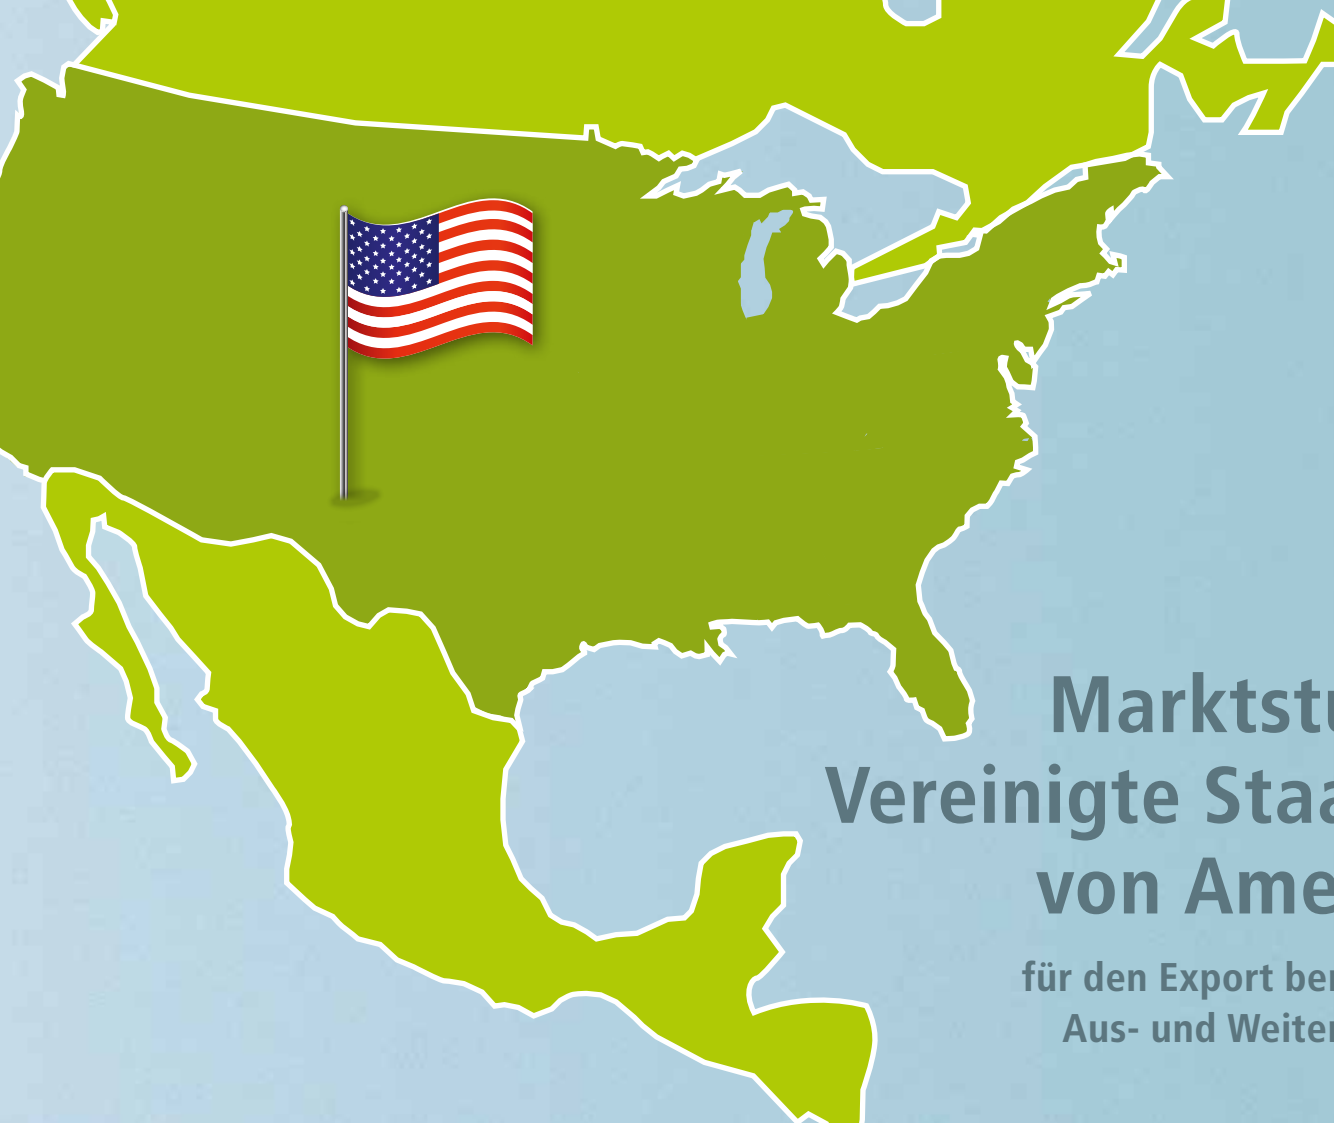 Marktstu
Vereinigte Staa
von Ame
für den Export ber
Aus- und Weiter